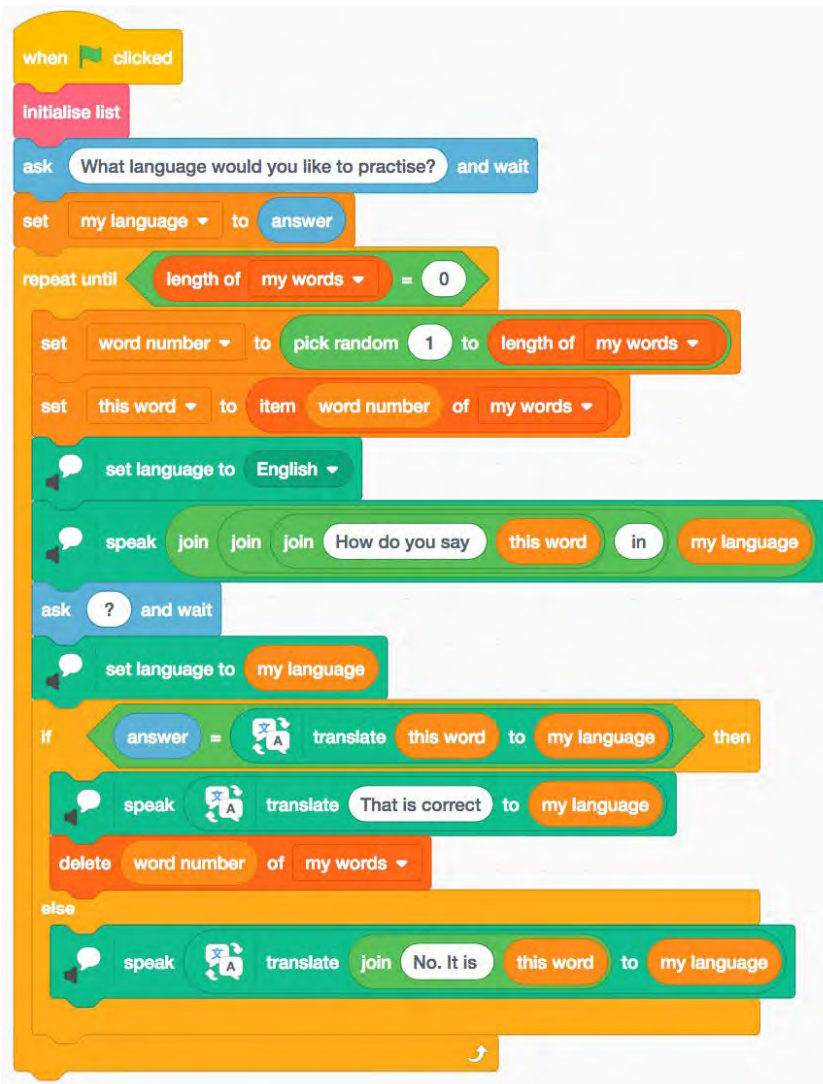 when clicked
initialise list
ask What language would you like to practise? and wait
set my language to answer
repeat until length of my words = 0
set word number to pick random 1 to length of my words
set this word to item word number of my words
set language to English
speak join join join How do you say this word in my language
ask ? and wait
set language to my language
if answer = 文 A translate this word to my language then
speak 文 A translate That is correct to my language
delete word number of my words
else
speak 文 A translate join No. It is this word to my language